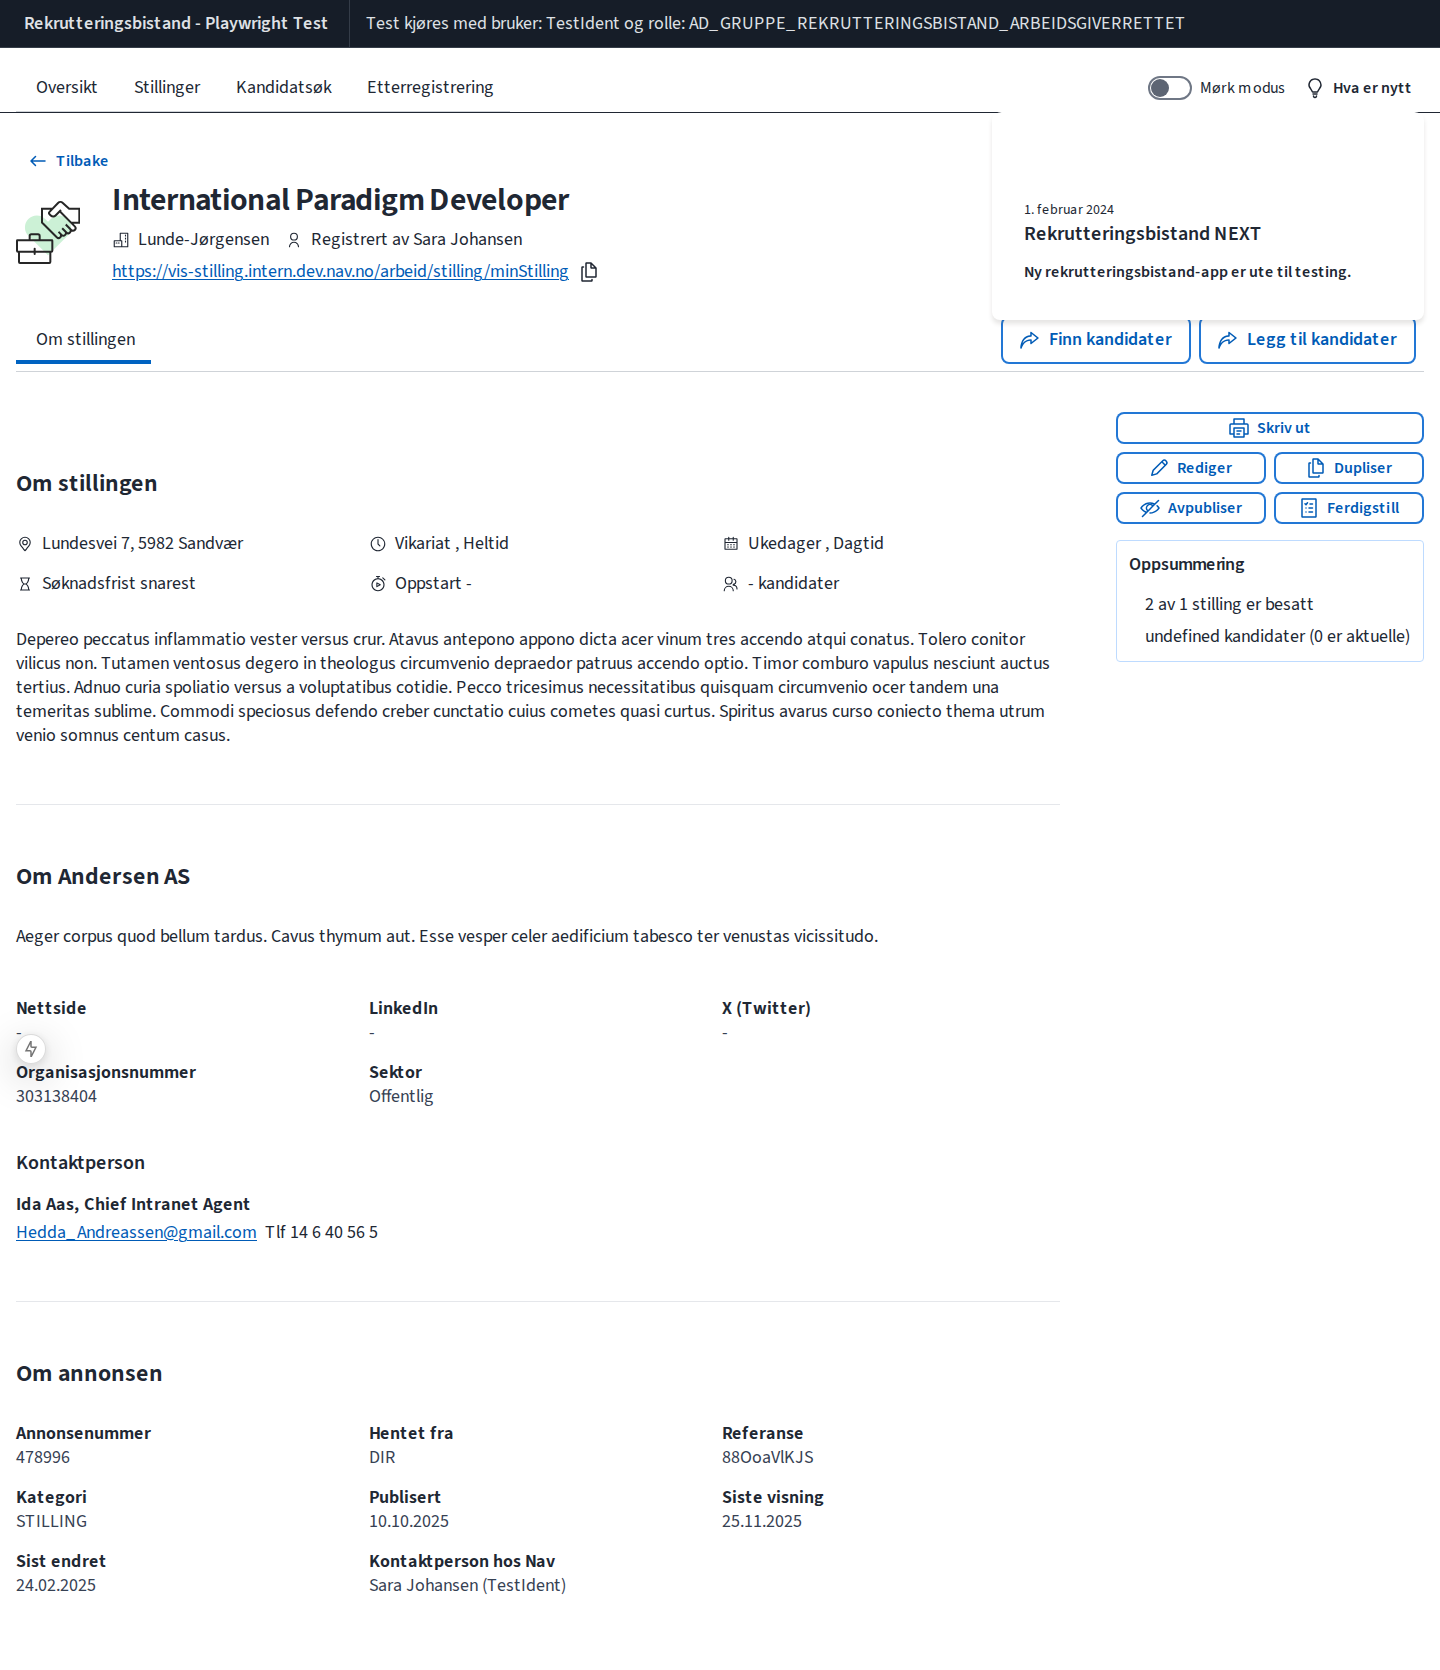 Rekrutteringsbistand - Playwright Test
Test kjøres med bruker: TestIdent og rolle: AD_GRUPPE_REKRUTTERINGSBISTAND_ARBEIDSGIVERRETTET
Oversikt
Stillinger
Kandidatsøk
Etterregistrering
Mørk modus
Hva er nytt
Tilbake
International Paradigm Developer
Lunde-Jørgensen
Registrert av Sara Johansen
https://vis-stilling.intern.dev.nav.no/arbeid/stilling/minStilling
1. februar 2024
Rekrutteringsbistand NEXT
Ny rekrutteringsbistand-app er ute til testing.
Om stillingen
Finn kandidater
Legg til kandidater
Skriv ut
Rediger
Dupliser
Avpubliser
Ferdigstill
Oppsummering
2 av 1 stilling er besatt
undefined kandidater (0 er aktuelle)
Om stillingen
Lundesvei 7, 5982 Sandvær
Vikariat , Heltid
Ukedager , Dagtid
Søknadsfrist snarest
Oppstart -
- kandidater
Depereo peccatus inflammatio vester versus crur. Atavus antepono appono dicta acer vinum tres accendo atqui conatus. Tolero conitor
vilicus non. Tutamen ventosus degero in theologus circumvenio depraedor patruus accendo optio. Timor comburo vapulus nesciunt auctus
tertius. Adnuo curia spoliatio versus a voluptatibus cotidie. Pecco tricesimus necessitatibus quisquam circumvenio ocer tandem una
temeritas sublime. Commodi speciosus defendo creber cunctatio cuius cometes quasi curtus. Spiritus avarus curso coniecto thema utrum
venio somnus centum casus.
Om Andersen AS
Aeger corpus quod bellum tardus. Cavus thymum aut. Esse vesper celer aedificium tabesco ter venustas vicissitudo.
Nettside
-
LinkedIn
-
X (Twitter)
-
Organisasjonsnummer
303138404
Sektor
Offentlig
Kontaktperson
Ida Aas, Chief Intranet Agent
Hedda_Andreassen@gmail.com Tlf 14 6 40 56 5
Om annonsen
Annonsenummer
478996
Hentet fra
DIR
Referanse
88OoaVlKJS
Kategori
STILLING
Publisert
10.10.2025
Siste visning
25.11.2025
Sist endret
24.02.2025
Kontaktperson hos Nav
Sara Johansen (TestIdent)